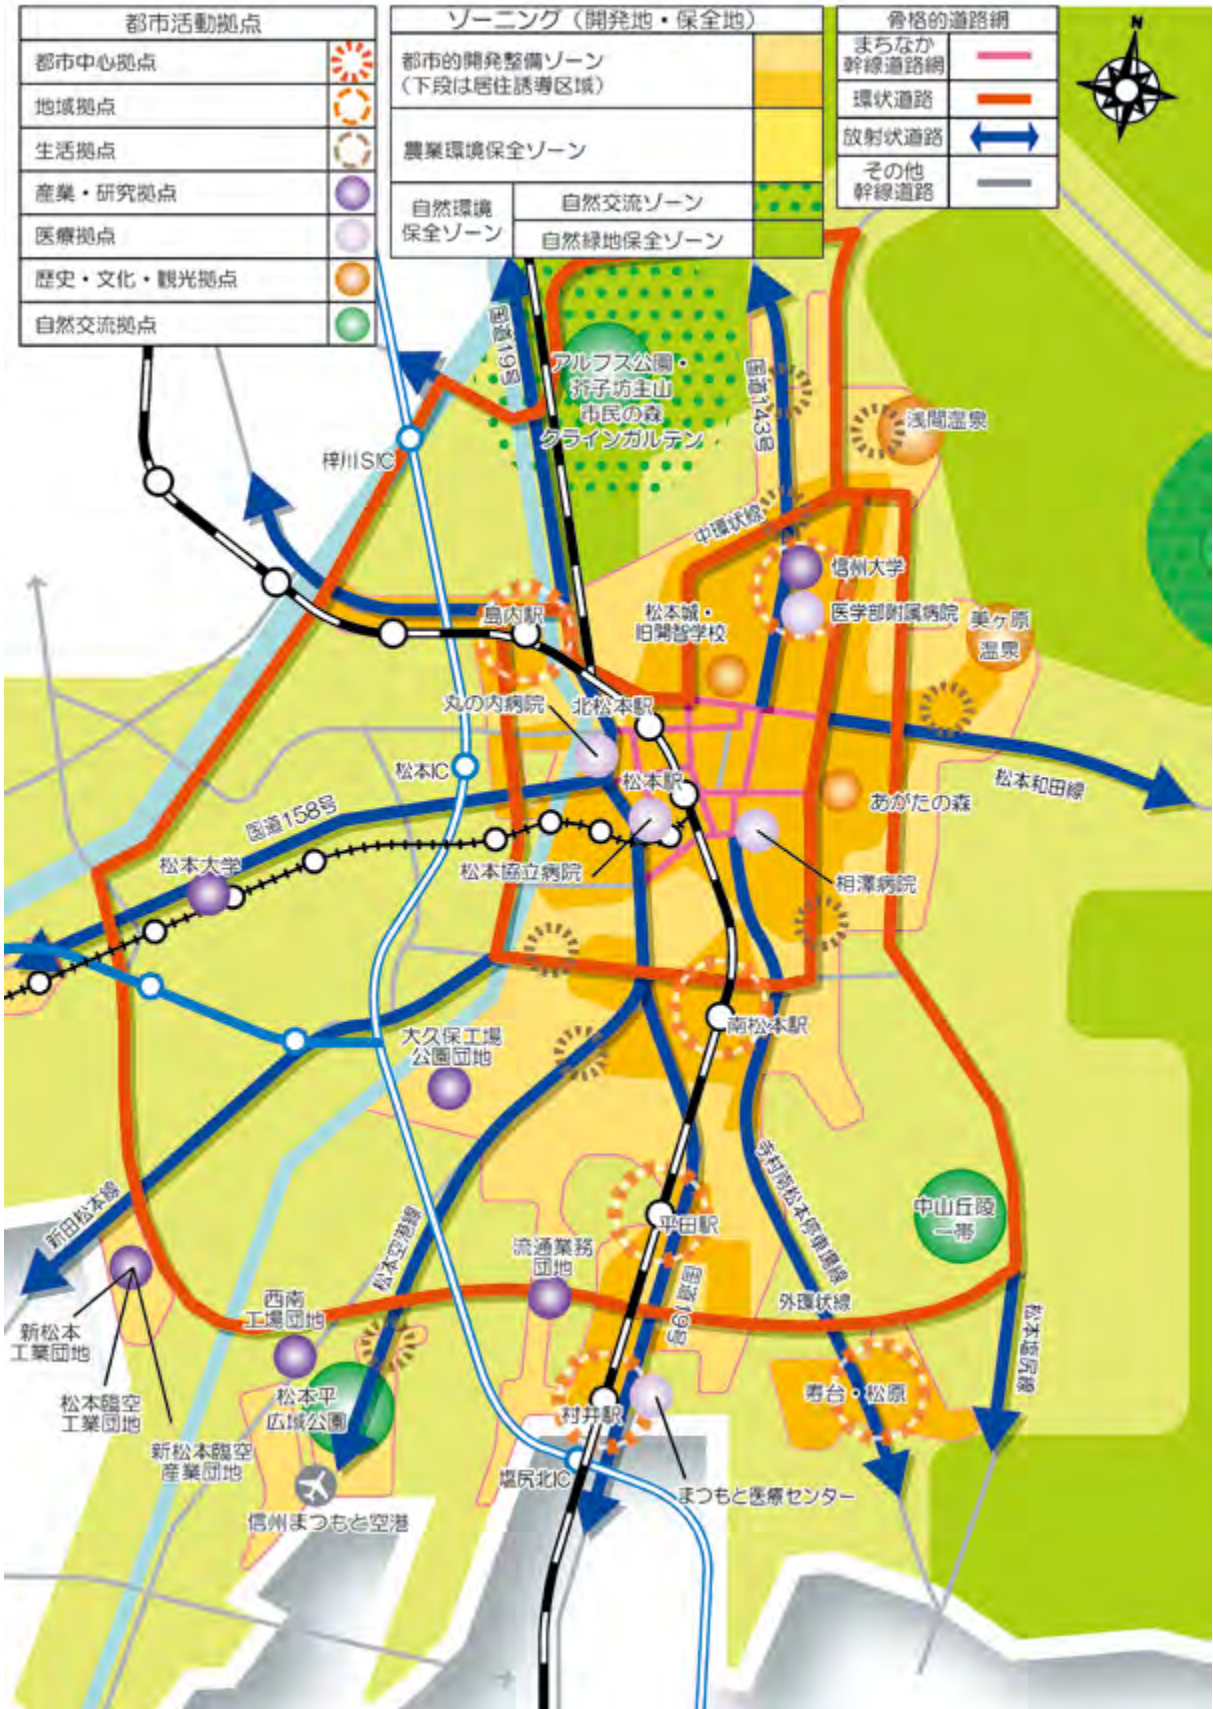 都市活動拠点
都市中心拠点
地域拠点
生活拠点
産業・研究拠点
医療拠点
歴史・文化・観光拠点
自然交流拠点
ゾーニング（開発地・保全地）
都市的開発整備ゾーン
（下段は居住誘導区域）
農業環境保全ゾーン
自然環境
保全ゾーン
自然交流ゾーン
自然緑地保全ゾーン
骨格的道路網
まちなか
幹線道路網
環状道路
放射状道路
その他
幹線道路
N
国道19号
アルプス公園・
芥子坊主山
市民の森
クラインガルテン
国道143号
浅間温泉
梓川SIC
中環状線
信州大学
医学部附属病院
島内駅
松本城・
旧開智学校
美ヶ原
温泉
丸の内病院
北松本駅
松本IC
松本駅
松本和田線
国道158号
あがたの森
松本大学
松本協立病院
相澤病院
南松本駅
大久保工場
公園団地
寺村南松本停車場線
新田松本線
松本空港線
平田駅
中山丘陵
一帯
流通業務
団地
国道19号
外環状線
西南
工場団地
新松本
工業団地
松本塩尻線
松本臨空
工業団地
松本平
広域公園
村井駅
寿台・松原
新松本臨空
産業団地
塩尻北IC
まつもと医療センター
信州まつもと空港